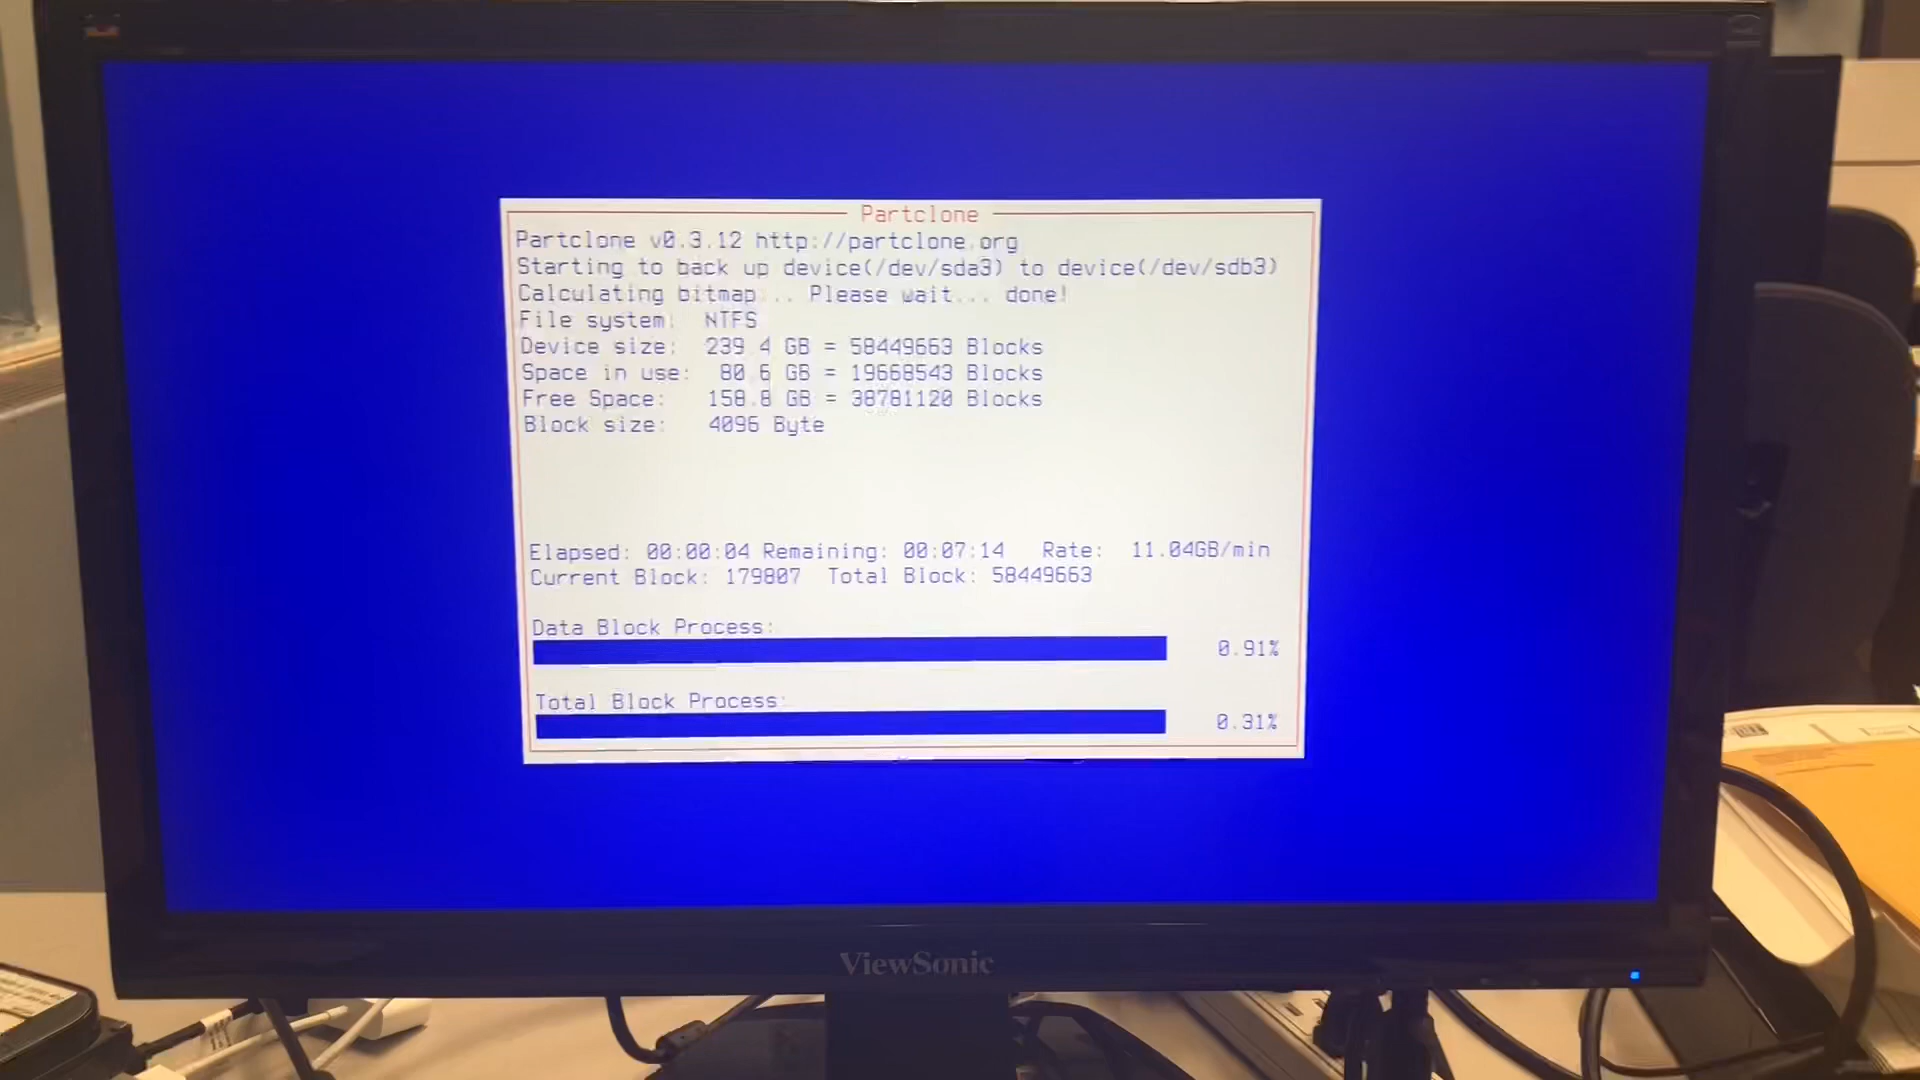 Partclone
Partclone v0.3.12 http://partclone.org
Starting to back up device(/dev/sda3) to device(/dev/sdb3)
Calculating bitmap... Please wait... done!
File system: NTFS
Device size: 239.4 GB = 58449663 Blocks
Space in use: 80.6 GB = 19668543 Blocks
Free Space: 158.8 GB = 38781120 Blocks
Block size: 4096 Byte
Elapsed: 00:00:04 Remaining: 00:07:14 Rate: 11.04GB/min
Current Block: 179807 Total Block: 58449663
Data Block Process:
0.91%
Total Block Process:
0.31%
ViewSonic